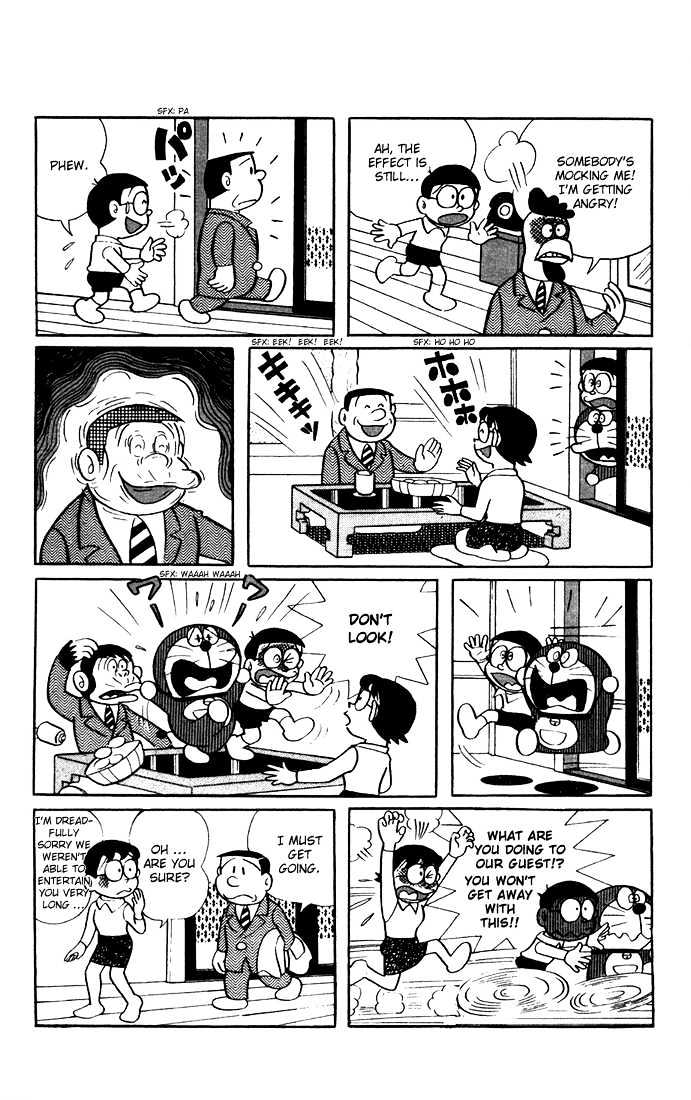 SOMEBODY'S
MOCKING ME!
I'M GETTING
ANGRY!
AH, THE
EFFECT IS
STILL...
SFX: PA
パッ
PHEW.
SFX: HO HO HO
ホホホ
SFX: EEK! EEK! EEK!
キキキッ
DON'T
LOOK!
SFX: WAAAH WAAAH
ワワ
WHAT ARE
YOU DOING TO
OUR GUEST!?
YOU WON'T
GET AWAY
WITH
THIS!!
I MUST
GET
GOING.
OH ...
ARE YOU
SURE?
I'M DREAD-
FULLY
SORRY WE
WEREN'T
ABLE TO
ENTERTAIN
YOU VERY
LONG ...